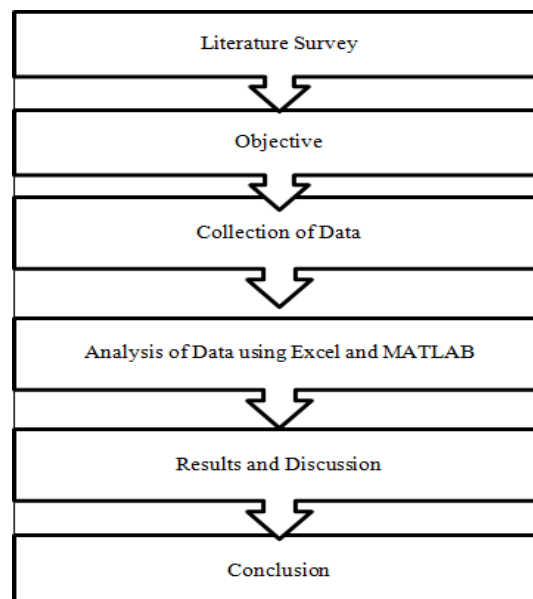 Literature Survey
Objective
Collection of Data
Analysis of Data using Excel and MATLAB
Results and Discussion
Conclusion